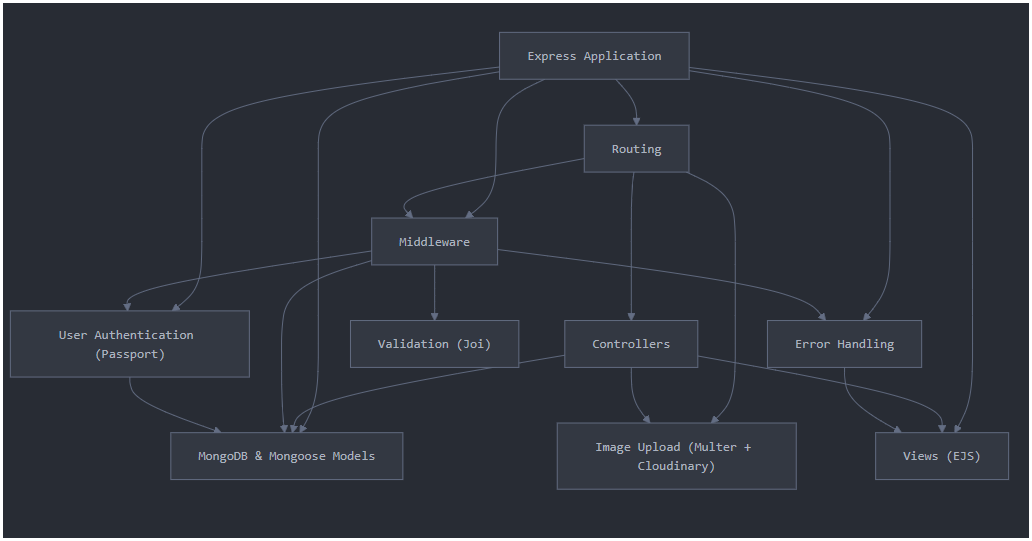 Express Application
Routing
Middleware
User Authentication
(Passport)
Validation (Joi)
Controllers
Error Handling
MongoDB & Mongoose Models
Image Upload (Multer +
Cloudinary)
Views (EJS)